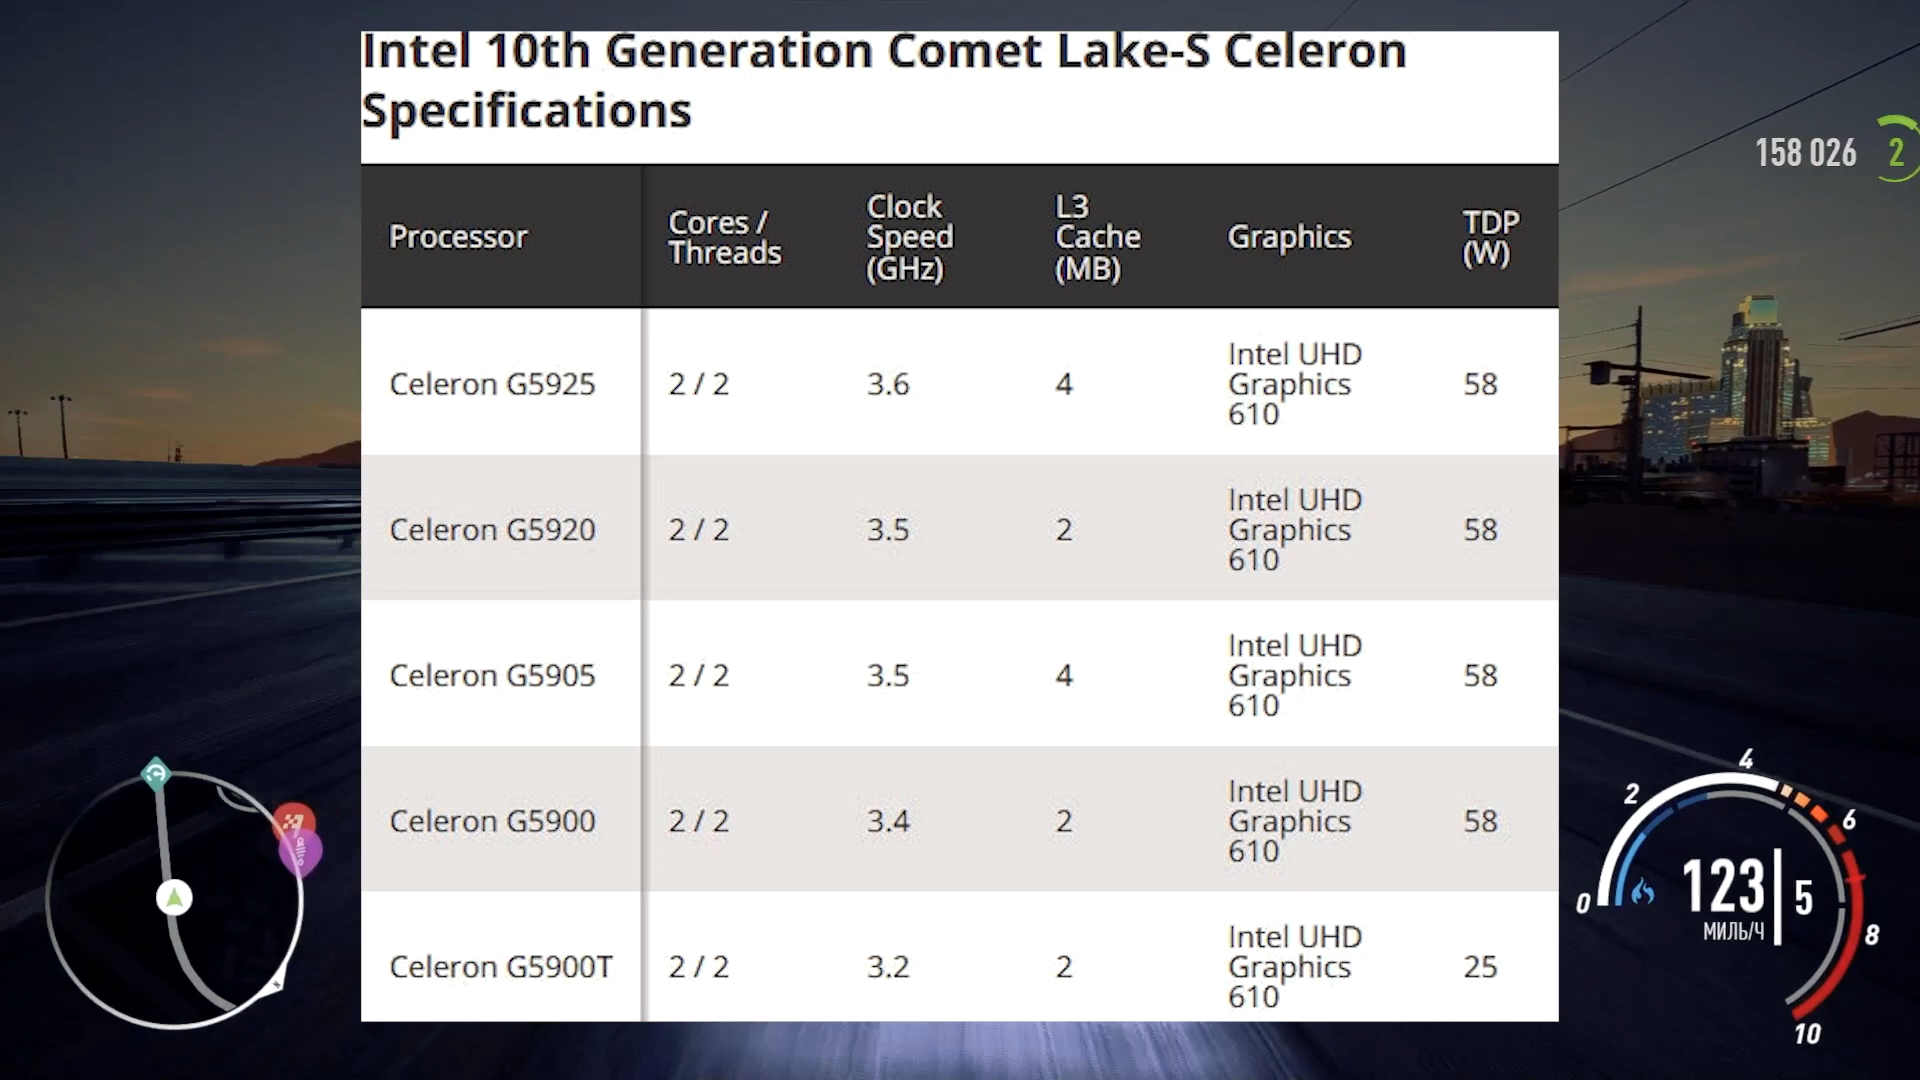 Intel 10th Generation Comet Lake-S Celeron
Specifications
158 026 2
Processor
Cores /
Threads
Clock
Speed
(GHz)
L3
Cache
(MB)
Graphics
TDP
(W)
Celeron G5925
2 / 2
3.6
4
Intel UHD
Graphics
610
58
Celeron G5920
2 / 2
3.5
2
Intel UHD
Graphics
610
58
Celeron G5905
2 / 2
3.5
4
Intel UHD
Graphics
610
58
Celeron G5900
2 / 2
3.4
2
Intel UHD
Graphics
610
58
Celeron G5900T
2 / 2
3.2
2
Intel UHD
Graphics
610
25
0
2
4
6
8
10
123
5
МИЛЬ/Ч